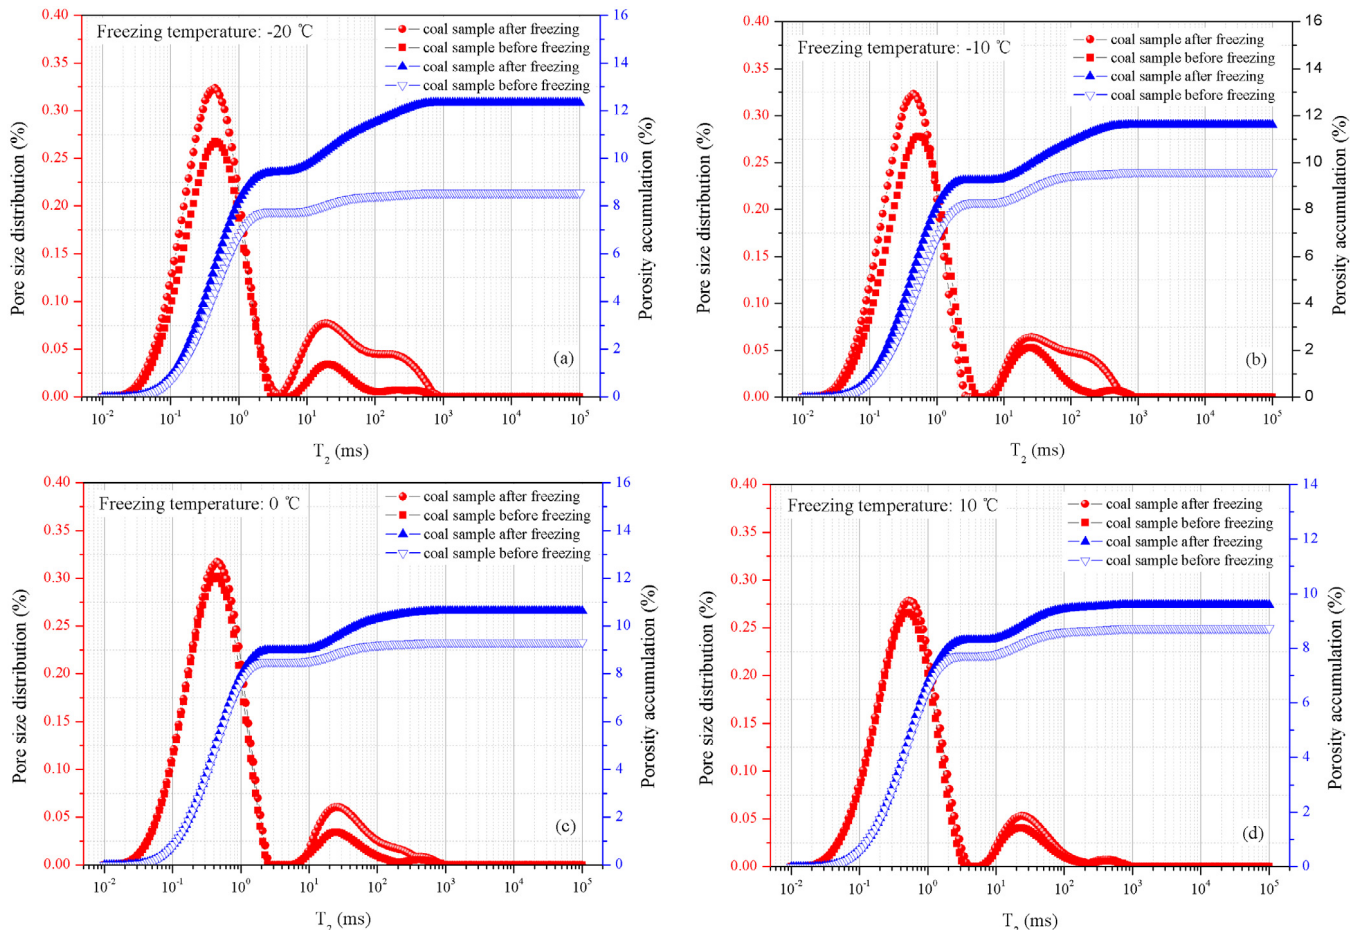 Freezing temperature: -20 ℃
coal sample after freezing
coal sample before freezing
coal sample after freezing
coal sample before freezing
0.40
0.35
0.30
0.25
0.20
0.15
0.10
0.05
0.00
Pore size distribution (%)
16
14
12
10
8
6
4
2
0
Porosity accumulation (%)
(a)
10⁻²
10⁻¹
10⁰
10¹
10²
10³
10⁴
10⁵
T₂ (ms)
Freezing temperature: -10 ℃
coal sample after freezing
coal sample before freezing
coal sample after freezing
coal sample before freezing
0.40
0.35
0.30
0.25
0.20
0.15
0.10
0.05
0.00
Pore size distribution (%)
16
14
12
10
8
6
4
2
0
Porosity accumulation (%)
(b)
10⁻²
10⁻¹
10⁰
10¹
10²
10³
10⁴
10⁵
T₂ (ms)
Freezing temperature: 0 ℃
coal sample after freezing
coal sample before freezing
coal sample after freezing
coal sample before freezing
0.40
0.35
0.30
0.25
0.20
0.15
0.10
0.05
0.00
Pore size distribution (%)
16
14
12
10
8
6
4
2
0
Porosity accumulation (%)
(c)
10⁻²
10⁻¹
10⁰
10¹
10²
10³
10⁴
10⁵
T₂ (ms)
Freezing temperature: 10 ℃
coal sample after freezing
coal sample before freezing
coal sample after freezing
coal sample before freezing
0.40
0.35
0.30
0.25
0.20
0.15
0.10
0.05
0.00
Pore size distribution (%)
14
12
10
8
6
4
2
0
Porosity accumulation (%)
(d)
10⁻²
10⁻¹
10⁰
10¹
10²
10³
10⁴
10⁵
T₂ (ms)